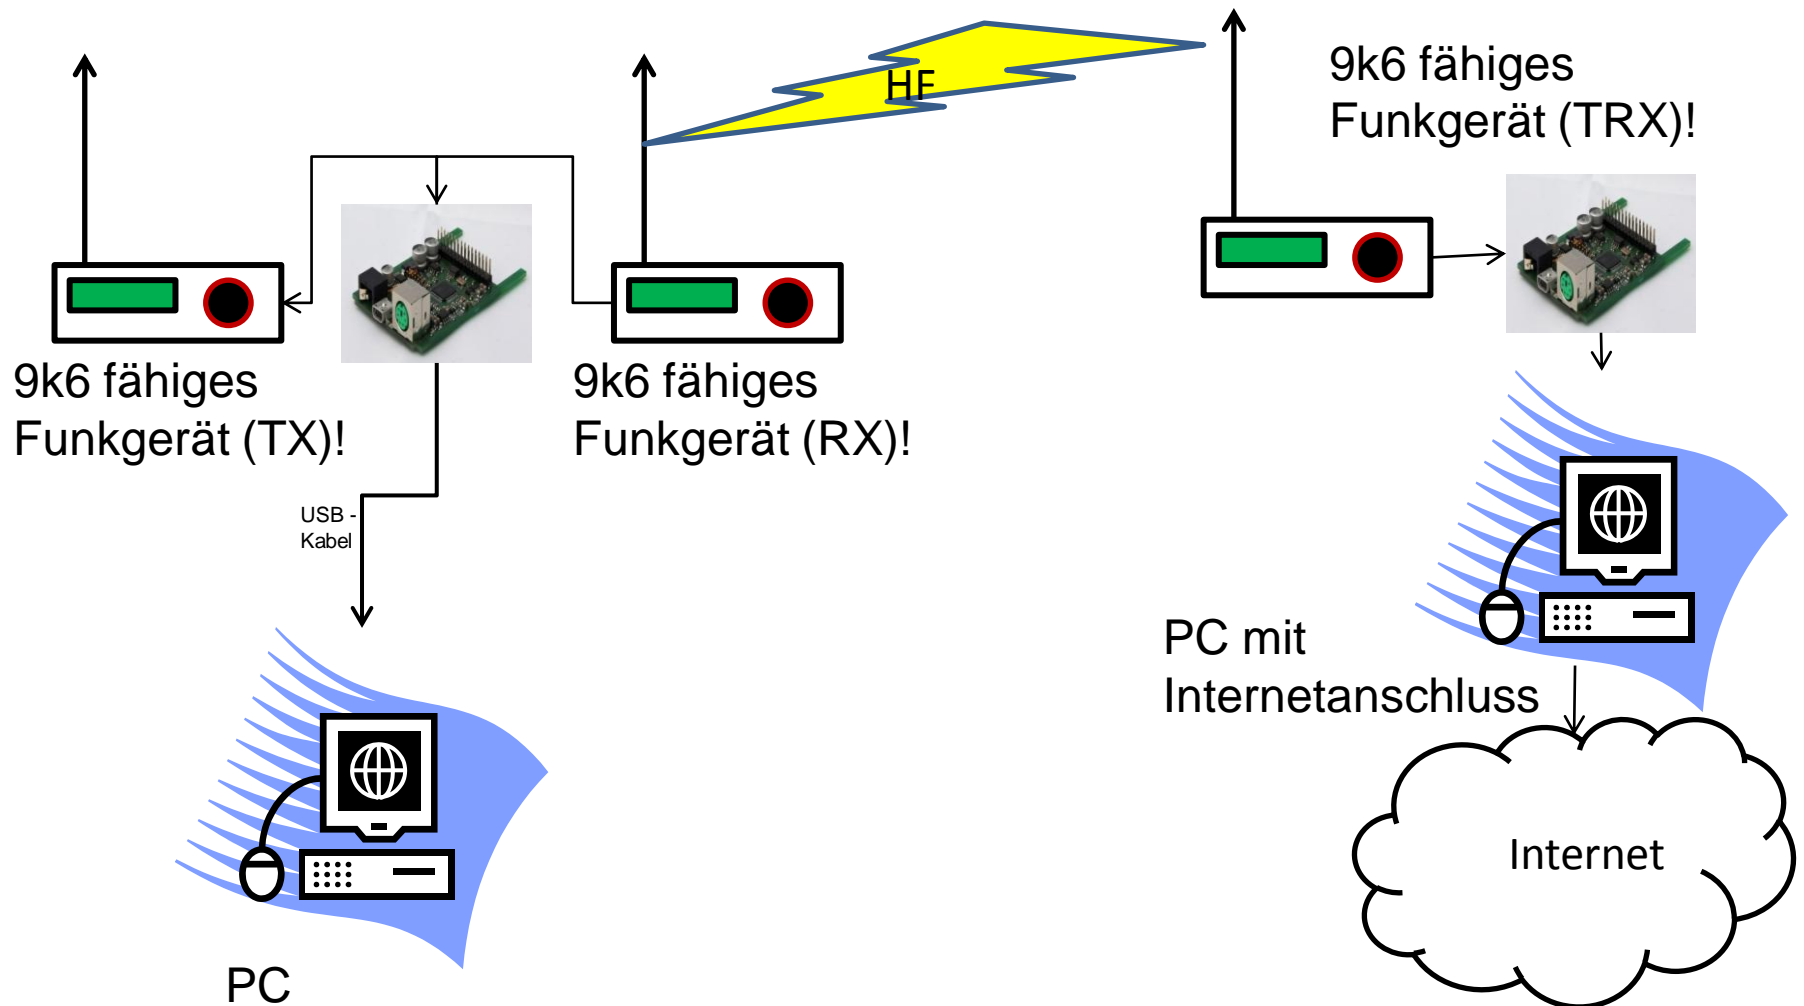 HF
9k6 fähiges
Funkgerät (TRX)!
9k6 fähiges
Funkgerät (TX)!
9k6 fähiges
Funkgerät (RX)!
USB -
Kabel
PC mit
Internetanschluss
Internet
PC